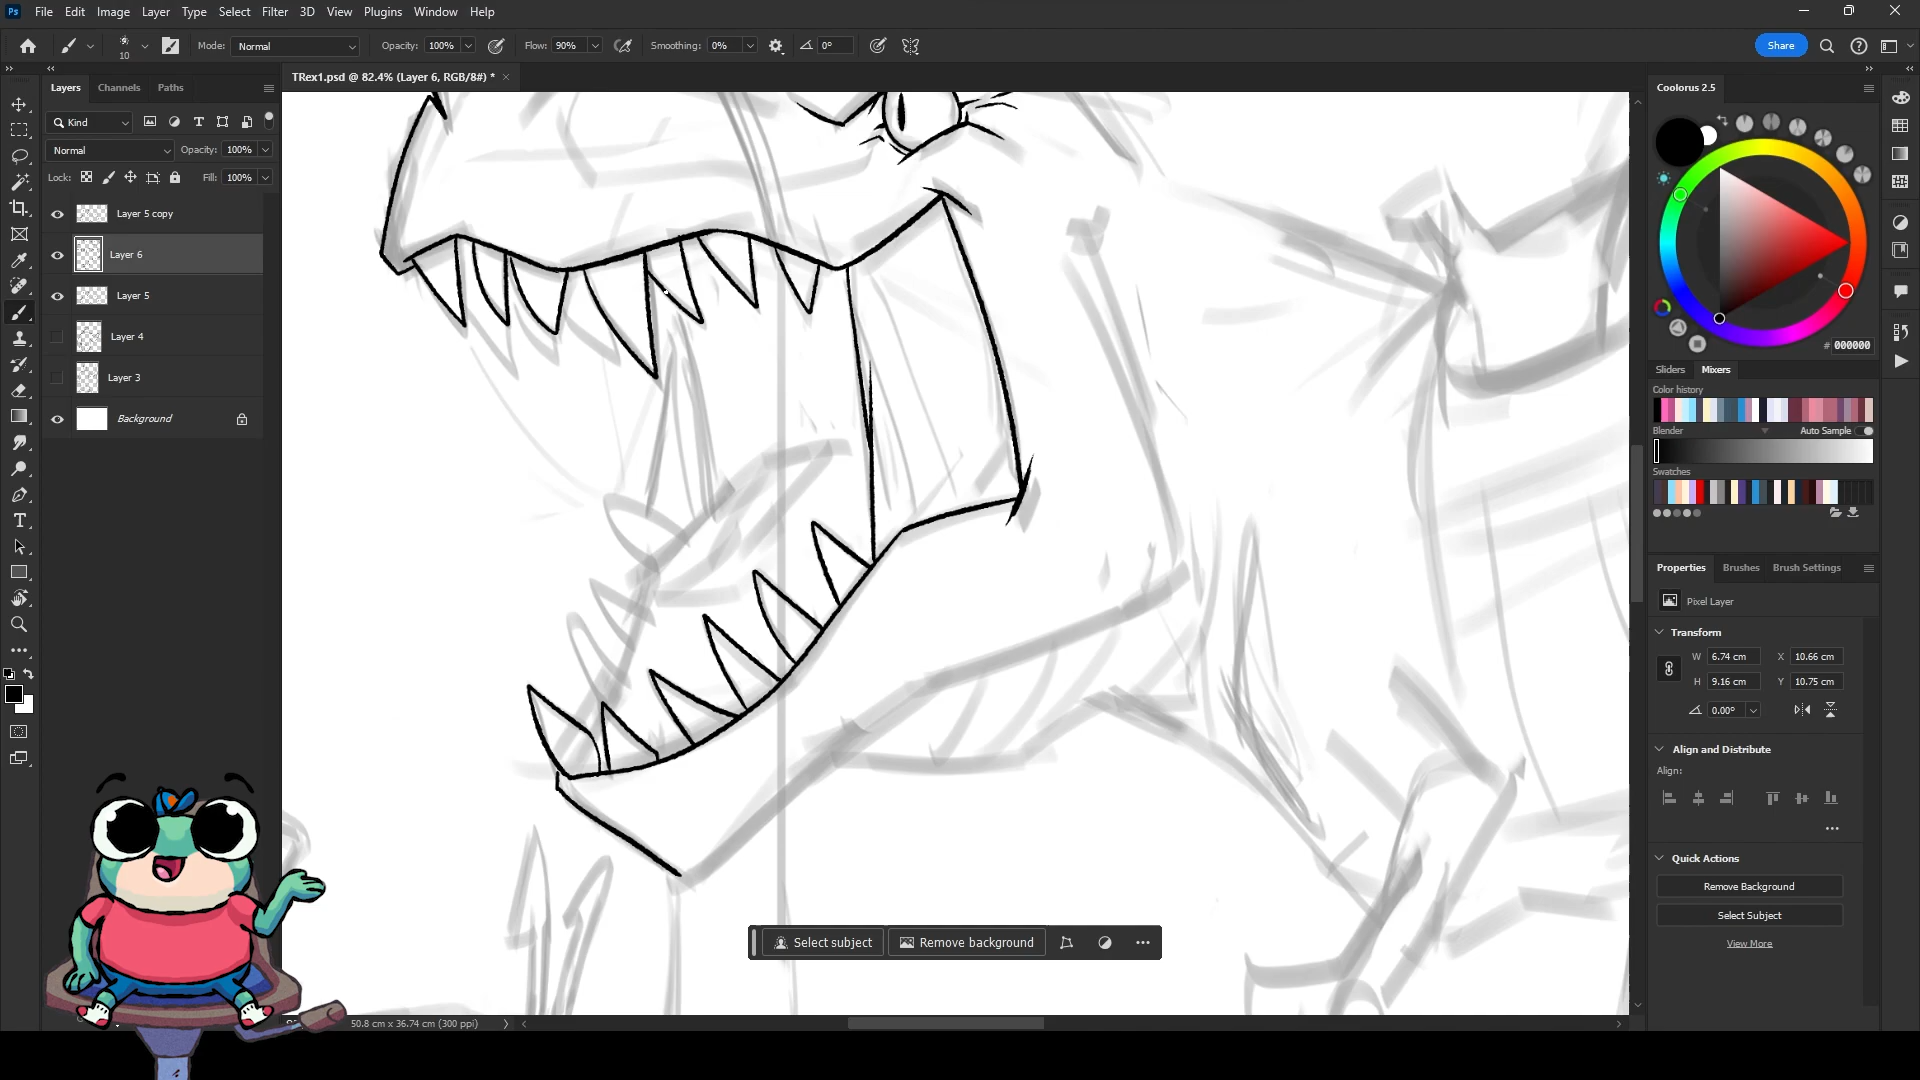 Ps File Edit Image Layer Type Select Filter 3D View Plugins Window Help
10 Mode: Normal Opacity: 100% Flow: 90% Smoothing: 0% 0° Share
Layers Channels Paths
TRex1.psd @ 82.4% (Layer 6, RGB/8#) *
Kind
Normal Opacity: 100%
Lock: Fill: 100%
Layer 5 copy
Layer 6
Layer 5
Layer 4
Layer 3
Background
Coolorus 2.5
# 000000
Sliders Mixers
Color history
Blender Auto Sample
Swatches
Properties Brushes Brush Settings
Pixel Layer
Transform
W 6.74 cm X 10.66 cm
H 9.16 cm Y 10.75 cm
0.00°
Align and Distribute
Align:
Quick Actions
Remove Background
Select Subject
View More
Select subject Remove background
50.8 cm x 36.74 cm (300 ppi)